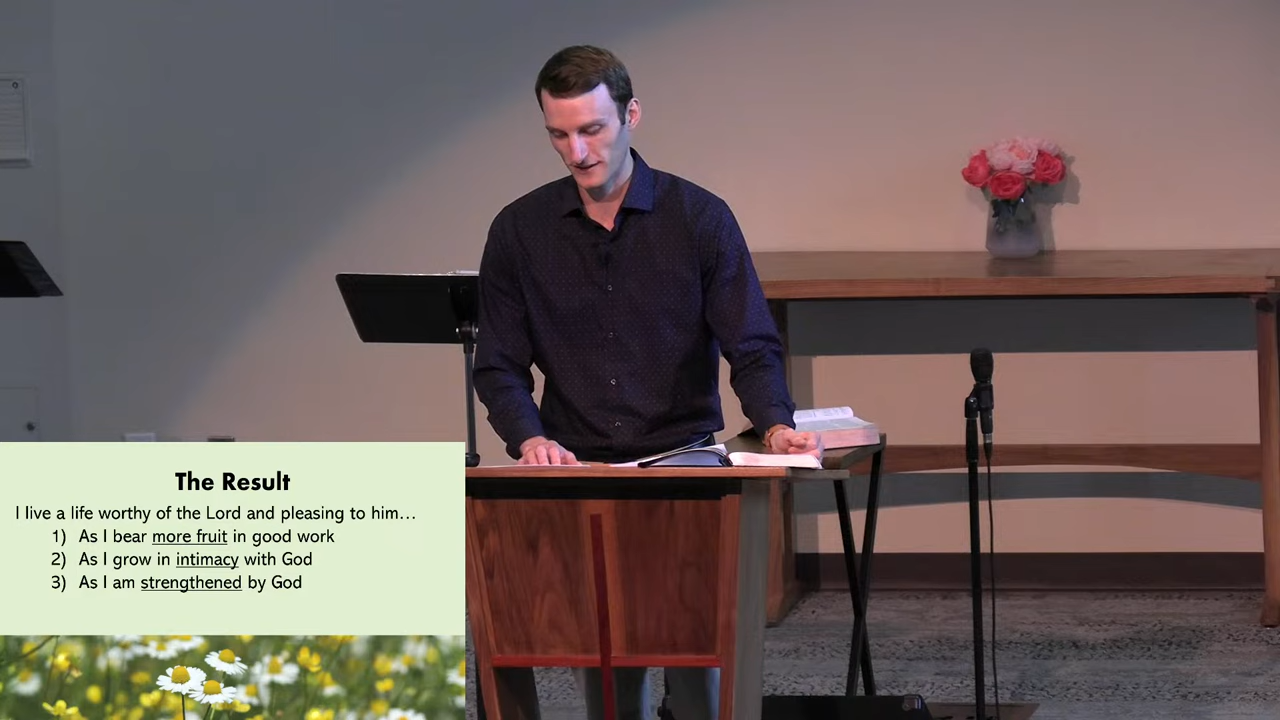 The Result
I live a life worthy of the Lord and pleasing to him...
1) As I bear more fruit in good work
2) As I grow in intimacy with God
3) As I am strengthened by God